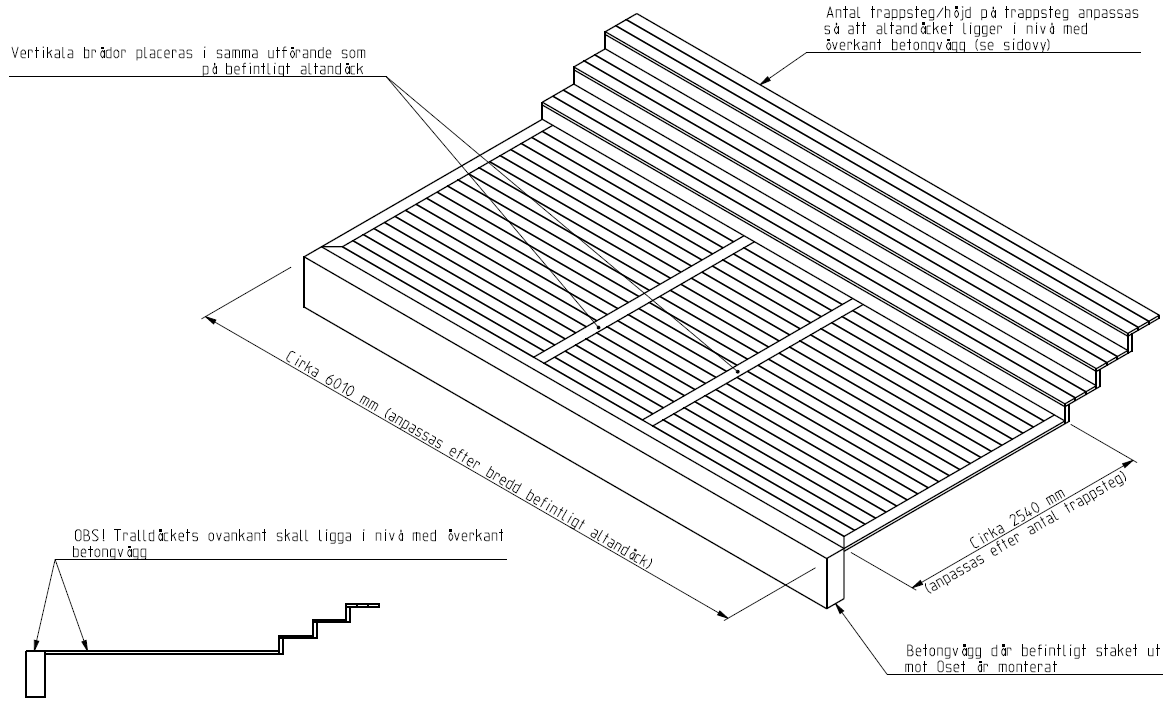 Antal trappsteg/höjd på trappsteg anpassas
så att altandäcket ligger i nivå med
överkant betongvägg (se sidovy)
Vertikala brädor placeras i samma utförande som
på befintligt altandäck
Cirka 6010 mm (anpassas efter bredd befintligt altandäck)
Cirka 2540 mm
(anpassas efter antal trappsteg)
OBS! Tralldäckets ovankant skall ligga i nivå med överkant
betongvägg
Betongvägg där befintligt staket ut
mot Oset är monterat